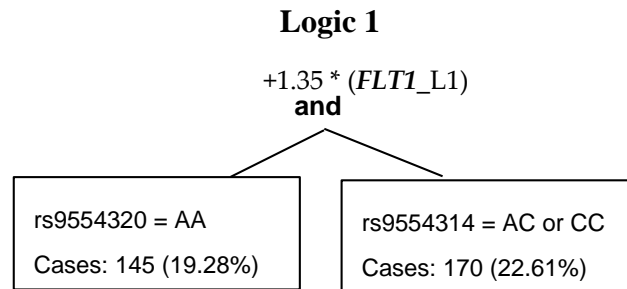 Logic 1
+1.35 * (FLT1_L1)
and
rs9554320 = AA
Cases: 145 (19.28%)
rs9554314 = AC or CC
Cases: 170 (22.61%)